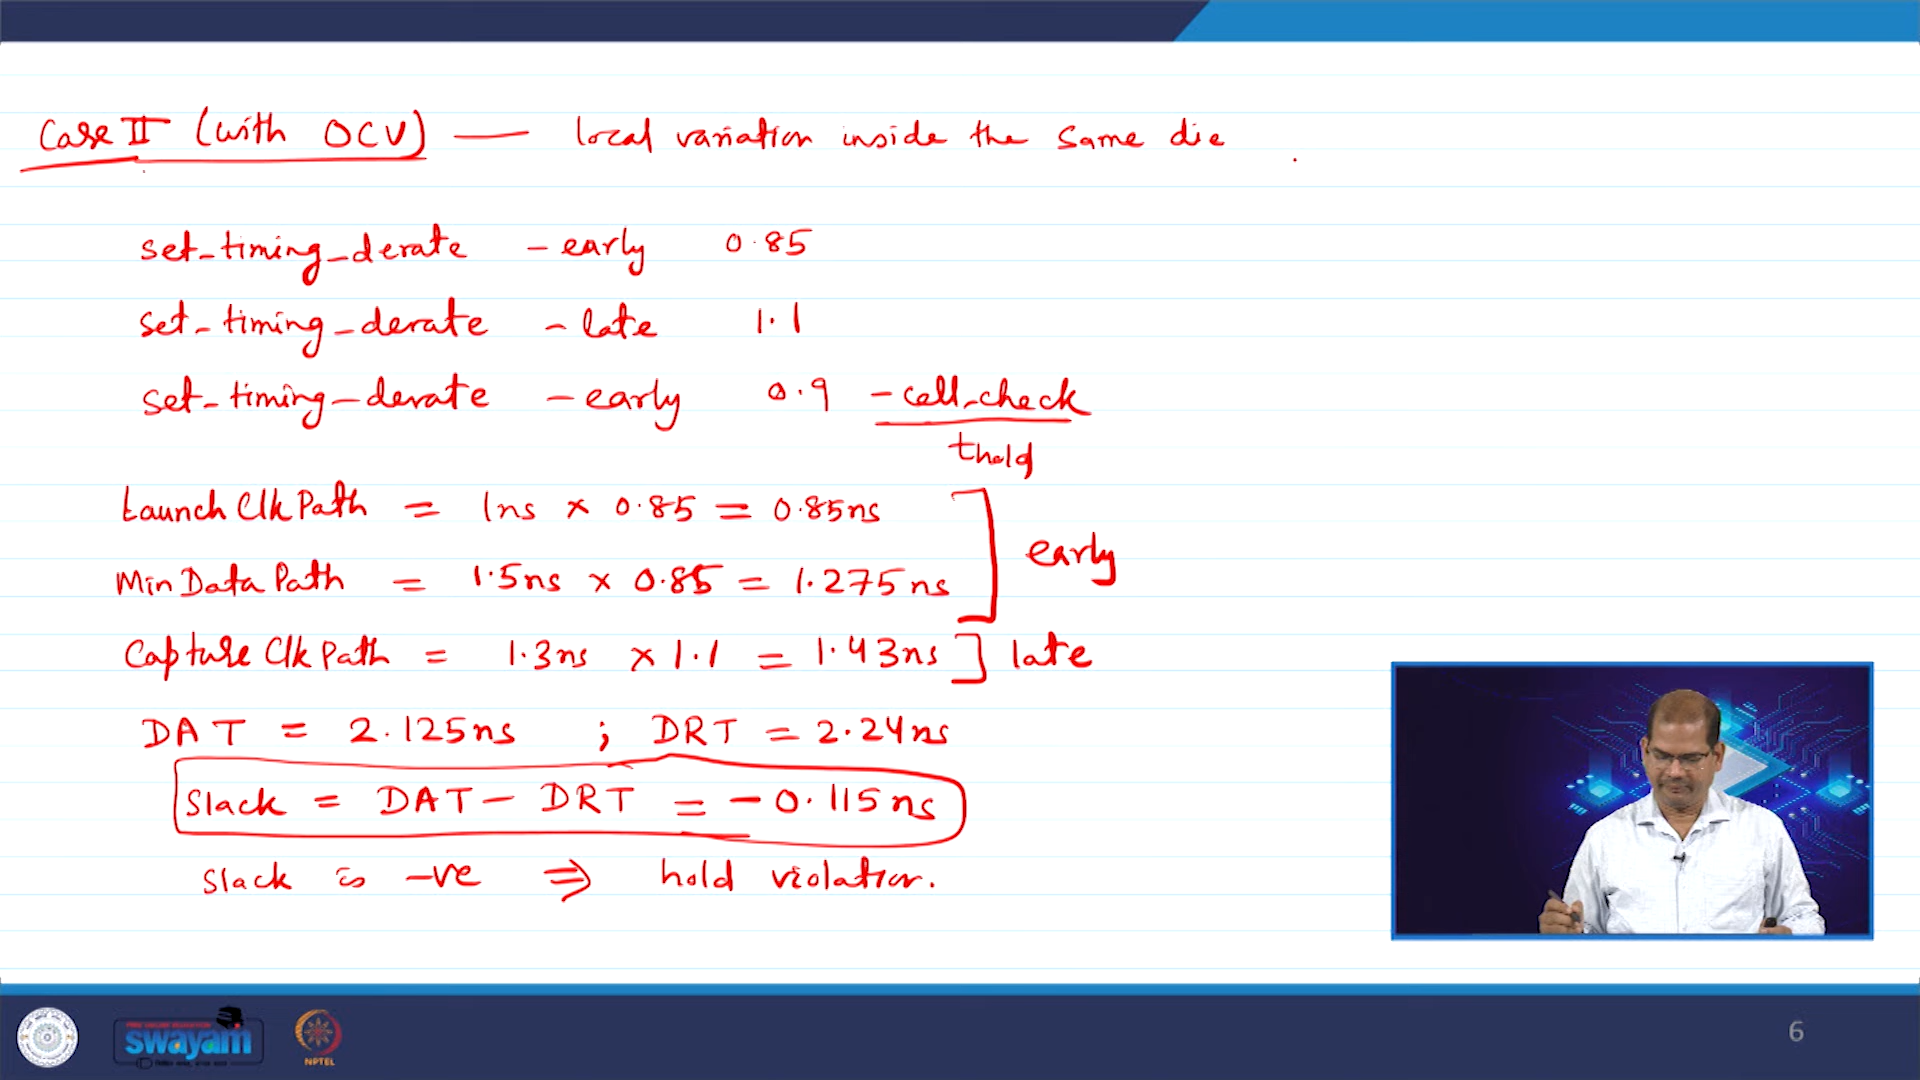 Case II (with OCV) — local variation inside the same die
set_timing_derate -early 0.85
set_timing_derate -late 1.1
set_timing_derate -early 0.9 -cell_check
thold
Launch Clk Path = 1ns × 0.85 = 0.85ns
early
Min Data Path = 1.5ns × 0.85 = 1.275ns
Capture Clk Path = 1.3ns × 1.1 = 1.43ns ] late
DAT = 2.125ns ; DRT = 2.24ns
Slack = DAT - DRT = -0.115ns
Slack is -ve ⇒ hold violation.
swayam
NPTEL
6